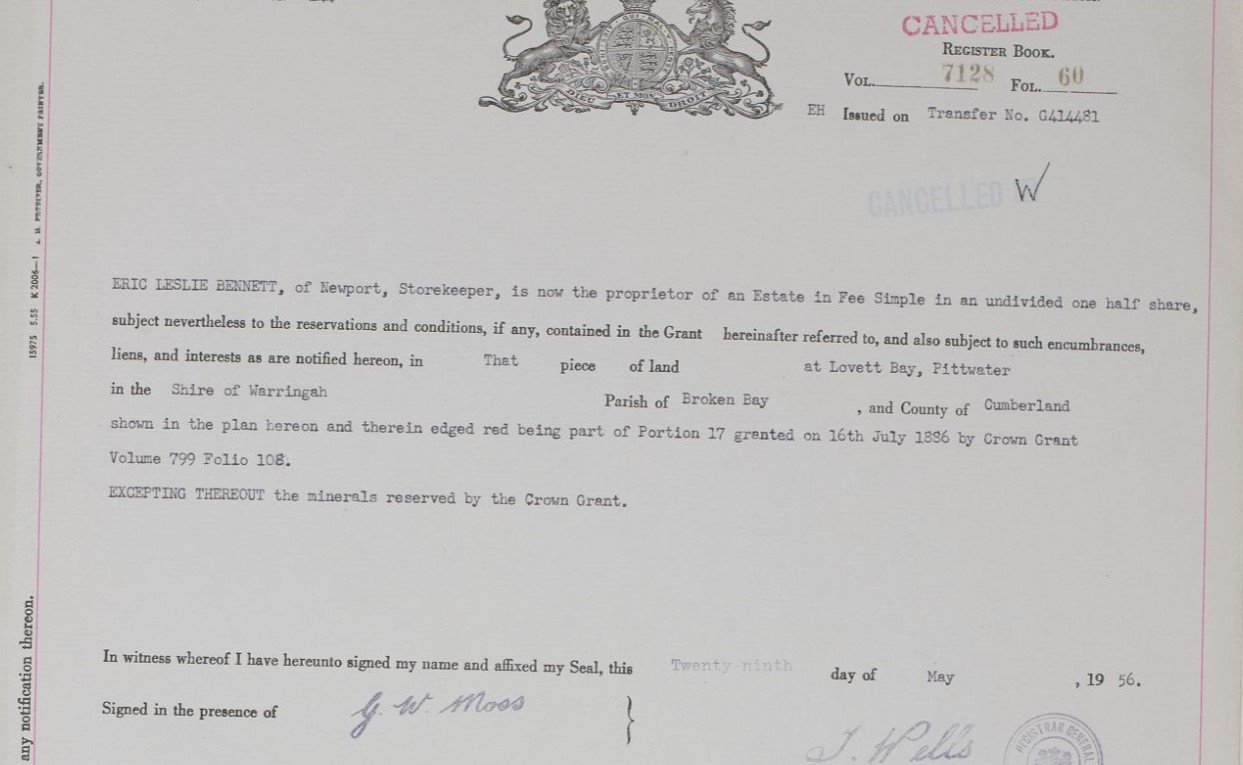 CANCELLED
REGISTER BOOK.
VOL. 7128 FOL. 60
EH Issued on Transfer No. G414481
CANCELLED W
DIEU ET MON DROIT
ERIC LESLIE BENNETT, of Newport, Storekeeper, is now the proprietor of an Estate in Fee Simple in an undivided one half share,
subject nevertheless to the reservations and conditions, if any, contained in the Grant hereinafter referred to, and also subject to such encumbrances,
liens, and interests as are notified hereon, in That piece of land at Lovett Bay, Pittwater
in the Shire of Warringah Parish of Broken Bay , and County of Cumberland
shown in the plan hereon and therein edged red being part of Portion 17 granted on 16th July 1886 by Crown Grant
Volume 799 Folio 108.
EXCEPTING THEREOUT the minerals reserved by the Crown Grant.
In witness whereof I have hereunto signed my name and affixed my Seal, this Twenty-ninth day of May , 19 56.
Signed in the presence of G. W. Moss }
J. Wells
REGISTRAR GENERAL
15975 5.55 K 2006—1 GOVERNMENT PRINTER.
any notification thereon.